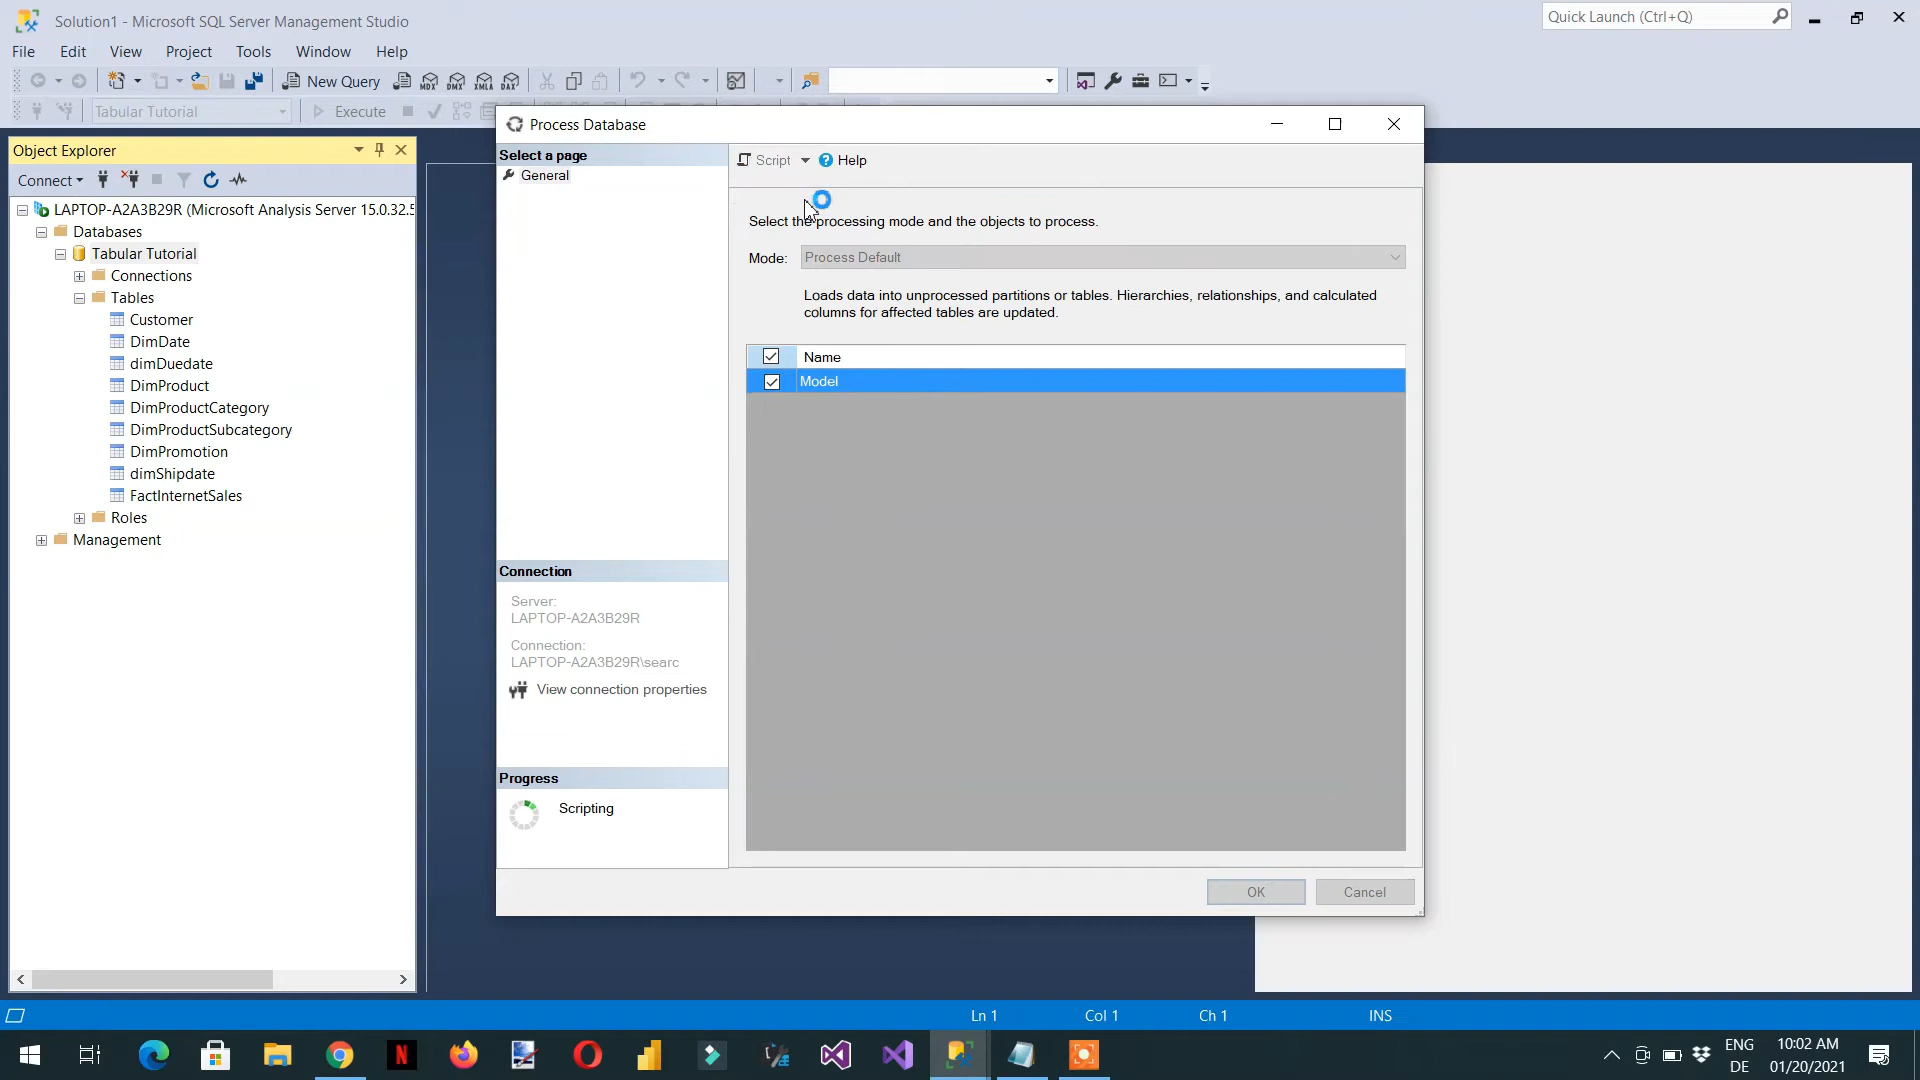 Solution1 - Microsoft SQL Server Management Studio
Quick Launch (Ctrl+Q)
File Edit View Project Tools Window Help
New Query MDX DMX XMLA DAX
Tabular Tutorial Execute
Object Explorer
Connect
LAPTOP-A2A3B29R (Microsoft Analysis Server 15.0.32.5
Databases
Tabular Tutorial
Connections
Tables
Customer
DimDate
dimDuedate
DimProduct
DimProductCategory
DimProductSubcategory
DimPromotion
dimShipdate
FactInternetSales
Roles
Management
Process Database
Select a page
General
Script Help
Select the processing mode and the objects to process.
Mode: Process Default
Loads data into unprocessed partitions or tables. Hierarchies, relationships, and calculated
columns for affected tables are updated.
Name
Model
Connection
Server:
LAPTOP-A2A3B29R
Connection:
LAPTOP-A2A3B29R\searc
View connection properties
Progress
Scripting
OK Cancel
Ln 1 Col 1 Ch 1 INS
ENG
DE
10:02 AM
01/20/2021